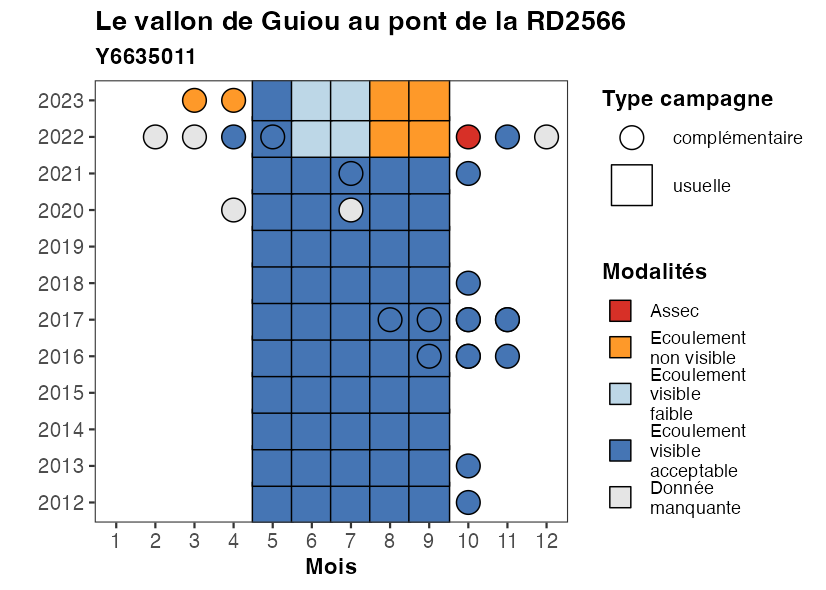 Le vallon de Guiou au pont de la RD2566
Y6635011
2023
2022
2021
2020
2019
2018
2017
2016
2015
2014
2013
2012
1 2 3 4 5 6 7 8 9 10 11 12
Mois
Type campagne
complémentaire
usuelle
Modalités
Assec
Ecoulement
non visible
Ecoulement
visible
faible
Ecoulement
visible
acceptable
Donnée
manquante